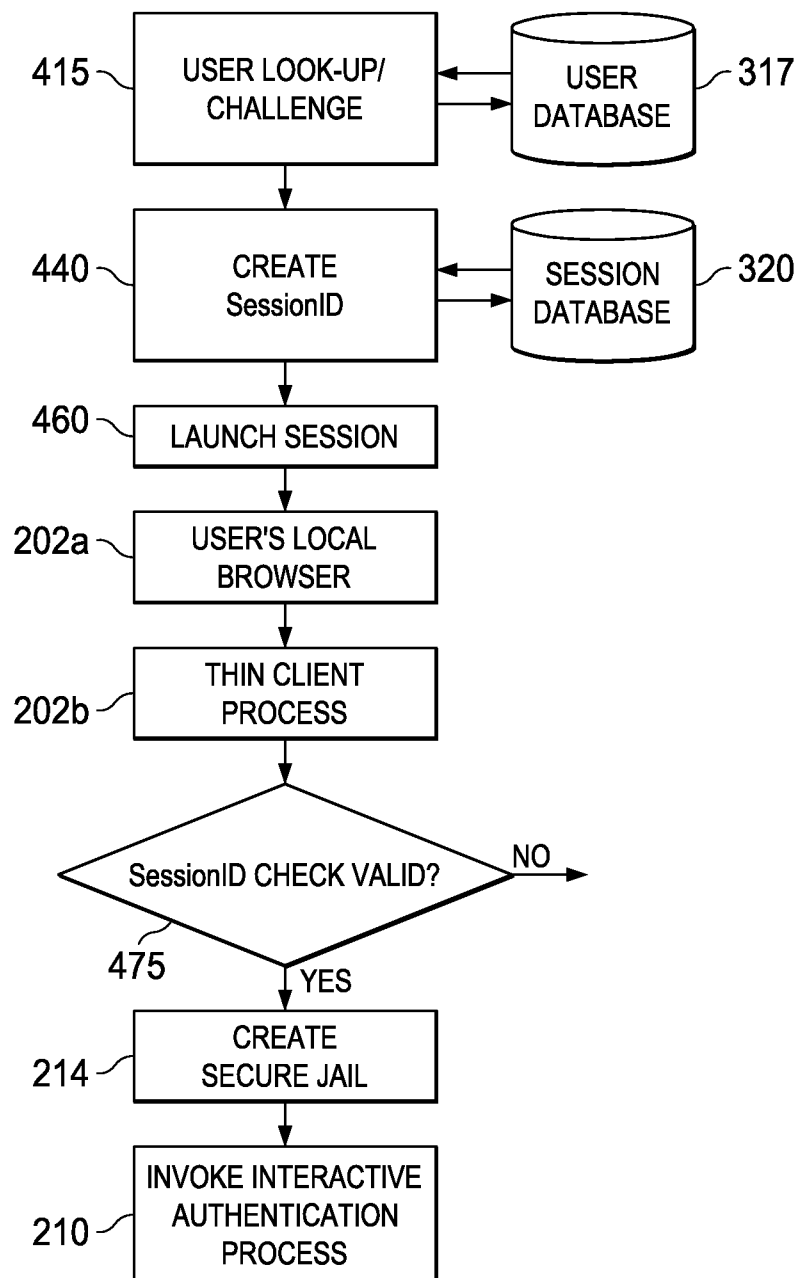 415
USER LOOK-UP/
CHALLENGE
USER
DATABASE
317
440
CREATE
SessionID
SESSION
DATABASE
320
460
LAUNCH SESSION
202a
USER'S LOCAL
BROWSER
202b
THIN CLIENT
PROCESS
SessionID CHECK VALID?
NO
475
YES
214
CREATE
SECURE JAIL
210
INVOKE INTERACTIVE
AUTHENTICATION
PROCESS